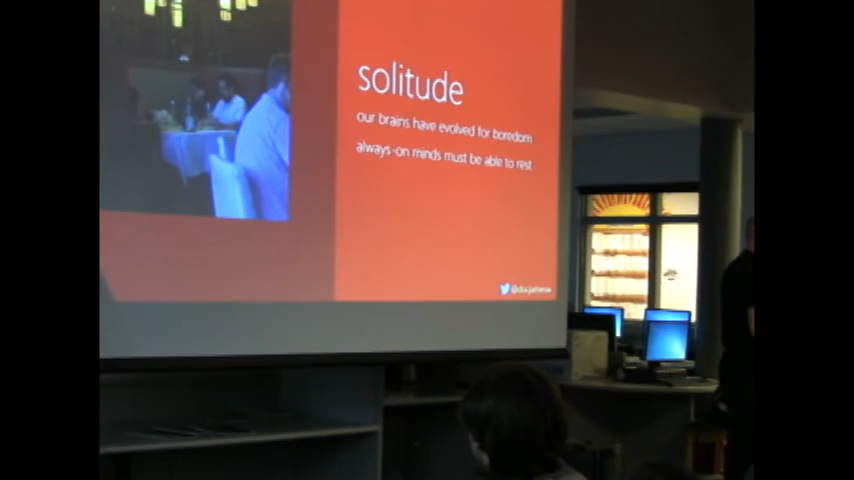 solitude
our brains have evolved for boredom
always-on minds must be able to rest